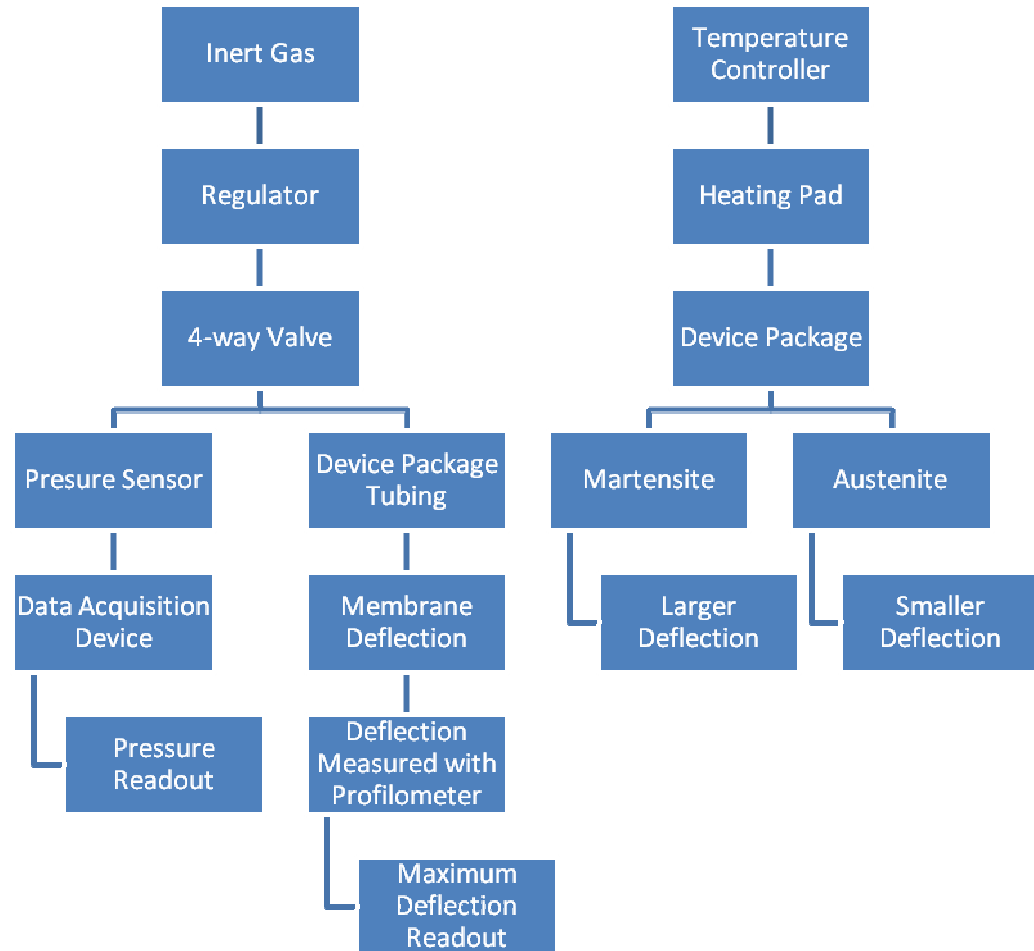 Inert Gas
Regulator
4-way Valve
Presure Sensor
Device Package
Tubing
Data Acquisition
Device
Membrane
Deflection
Pressure
Readout
Deflection
Measured with
Profilometer
Maximum
Deflection
Readout
Temperature
Controller
Heating Pad
Device Package
Martensite
Austenite
Larger
Deflection
Smaller
Deflection